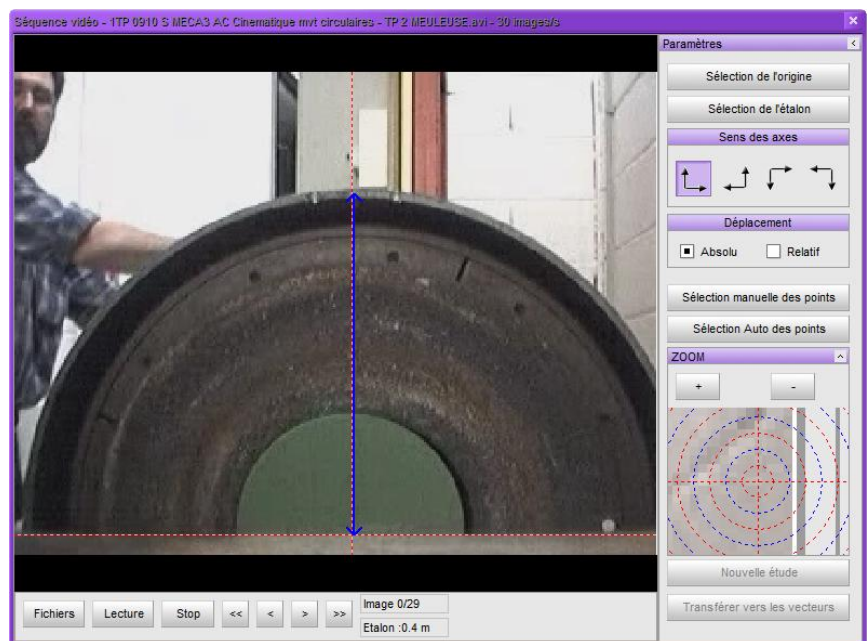 Séquence vidéo - 1TP 0910 S MECA3 AC Cinematique mvt circulaires - TP 2 MEULEUSE.avi - 30 images/s
Paramètres
Sélection de l'origine
Sélection de l'étalon
Sens des axes
Déplacement
Absolu Relatif
Sélection manuelle des points
Sélection Auto des points
ZOOM
+ -
Nouvelle étude
Transférer vers les vecteurs
Fichiers Lecture Stop << < > >> Image 0/29
Etalon :0.4 m